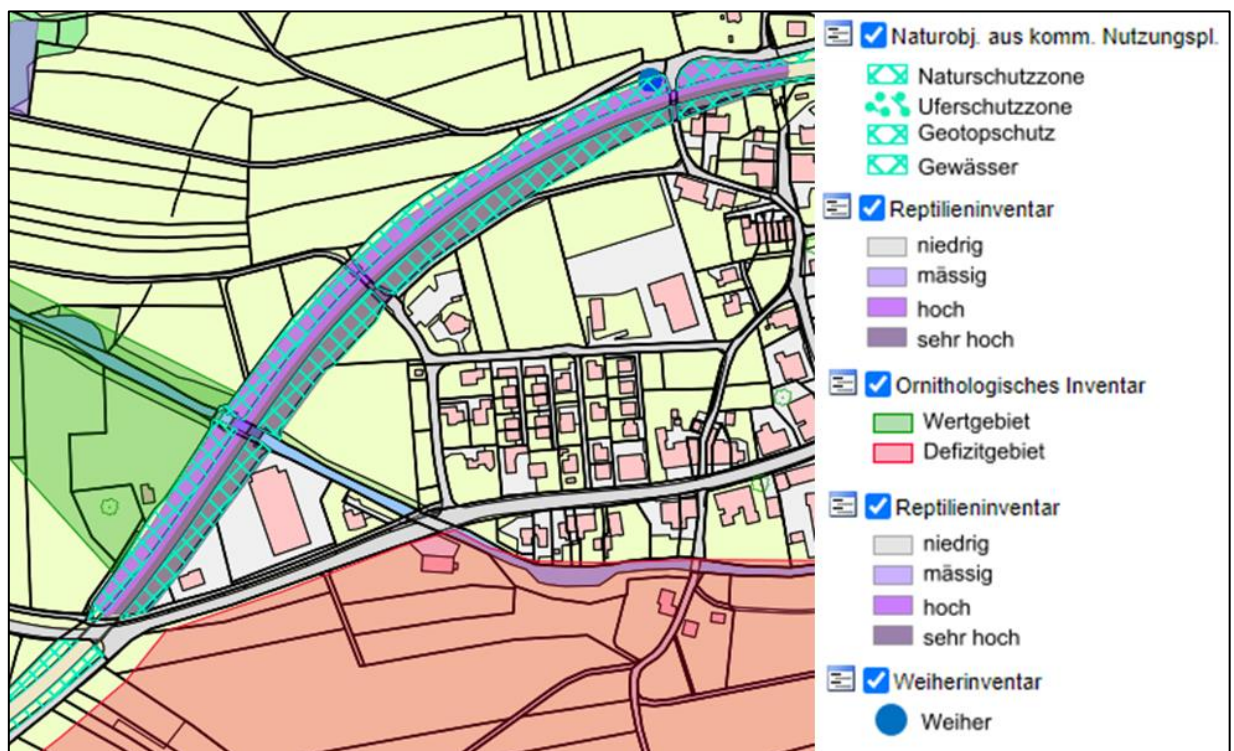 Naturobj. aus komm. Nutzungspl.
Naturschutzzone
Uferschutzzone
Geotopschutz
Gewässer
Reptilieninventar
niedrig
mässig
hoch
sehr hoch
Ornithologisches Inventar
Wertgebiet
Defizitgebiet
Reptilieninventar
niedrig
mässig
hoch
sehr hoch
Weiherinventar
Weiher